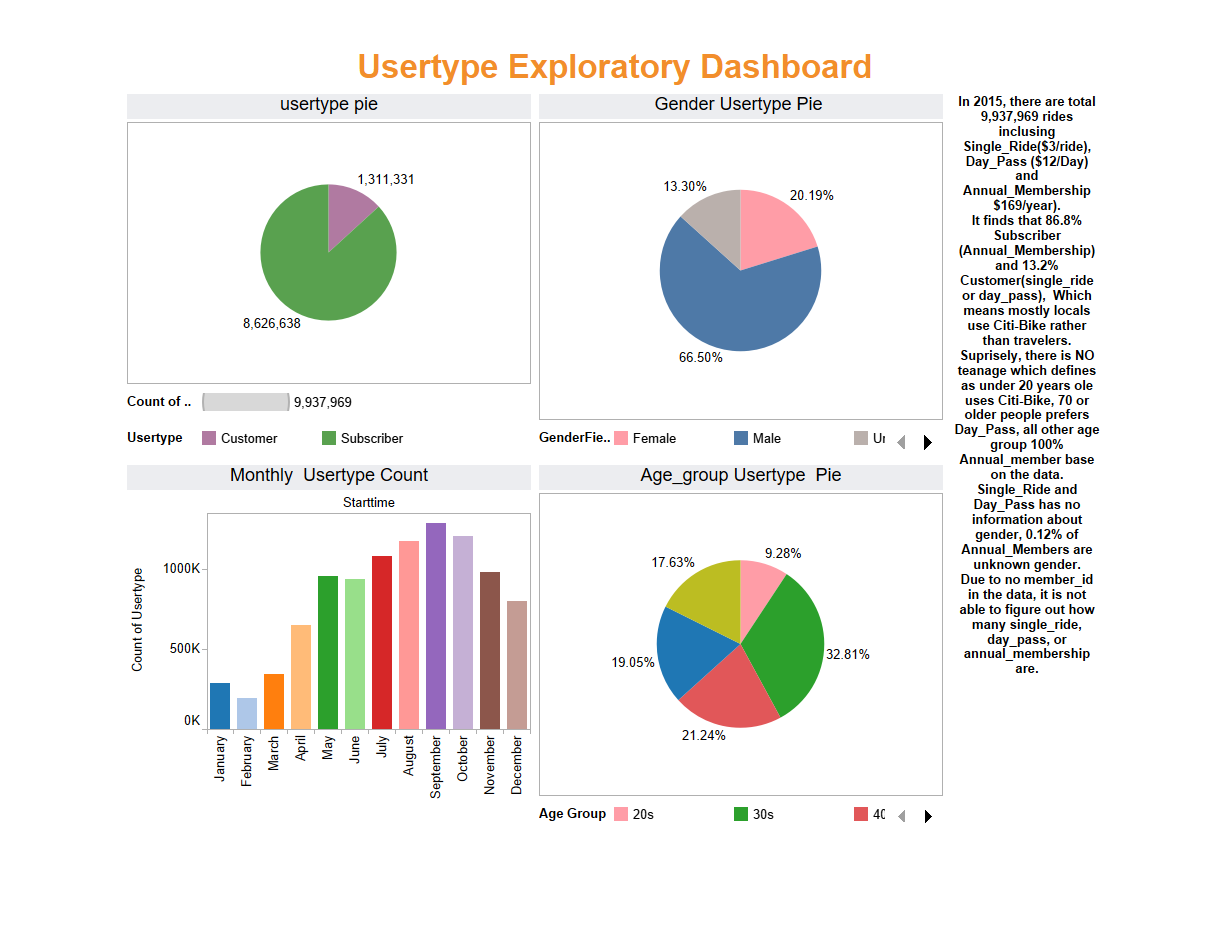 Usertype Exploratory Dashboard
usertype pie
1,311,331
8,626,638
Count of ..
9,937,969
Usertype
Customer
Subscriber
Gender Usertype Pie
13.30%
20.19%
66.50%
GenderFie..
Female
Male
Ur
Monthly  Usertype Count
Starttime
Count of Usertype
1000K
500K
0K
January
February
March
April
May
June
July
August
September
October
November
December
Age_group Usertype  Pie
9.28%
17.63%
32.81%
19.05%
21.24%
Age Group
20s
30s
40
In 2015, there are total
9,937,969 rides
inclusing
Single_Ride($3/ride),
Day_Pass ($12/Day)
and
Annual_Membership
$169/year).
It finds that 86.8%
Subscriber
(Annual_Membership)
and 13.2%
Customer(single_ride
or day_pass),  Which
means mostly locals
use Citi-Bike rather
than travelers.
Suprisely, there is NO
teanage which defines
as under 20 years ole
uses Citi-Bike, 70 or
older people prefers
Day_Pass, all other age
group 100%
Annual_member base
on the data.
Single_Ride and
Day_Pass has no
information about
gender, 0.12% of
Annual_Members are
unknown gender.
Due to no member_id
in the data, it is not
able to figure out how
many single_ride,
day_pass, or
annual_membership
are.